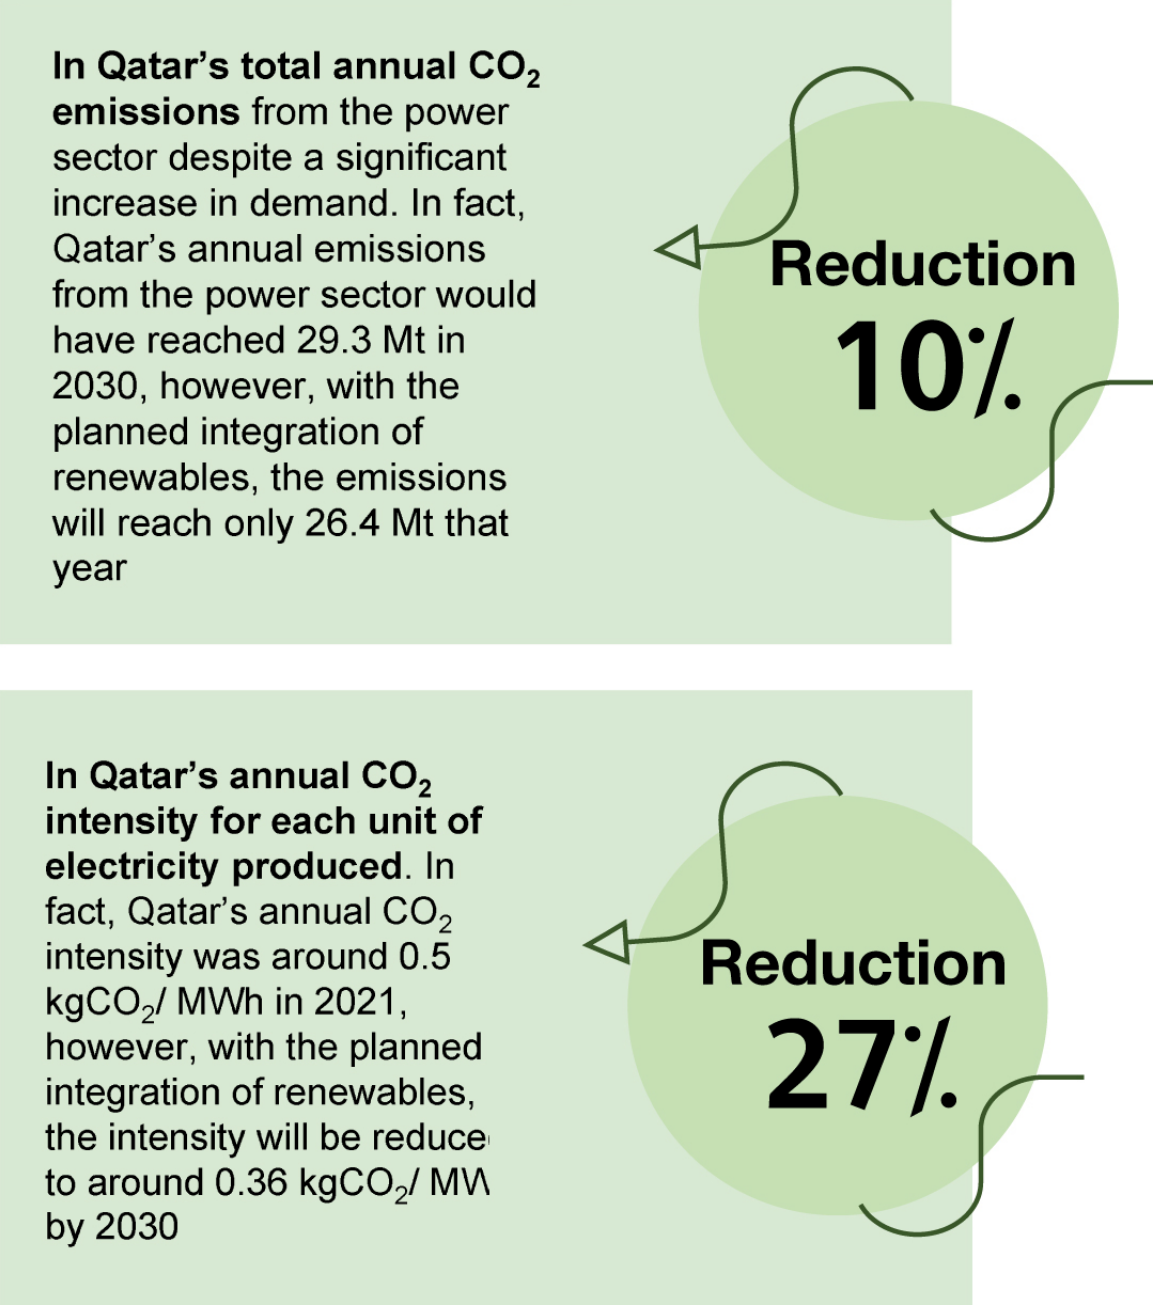 In Qatar’s total annual CO₂
emissions from the power
sector despite a significant
increase in demand. In fact,
Qatar’s annual emissions
from the power sector would
have reached 29.3 Mt in
2030, however, with the
planned integration of
renewables, the emissions
will reach only 26.4 Mt that
year
Reduction
10%
In Qatar’s annual CO₂
intensity for each unit of
electricity produced. In
fact, Qatar’s annual CO₂
intensity was around 0.5
kgCO₂/ MWh in 2021,
however, with the planned
integration of renewables,
the intensity will be reduce
to around 0.36 kgCO₂/
by 2030
Reduction
27%